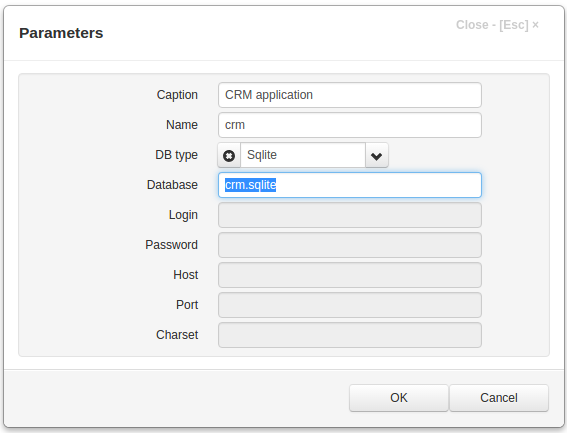 Parameters
Close - [Esc] ×
Caption CRM application
Name crm
DB type Sqlite
Database crm.sqlite
Login
Password
Host
Port
Charset
OK Cancel